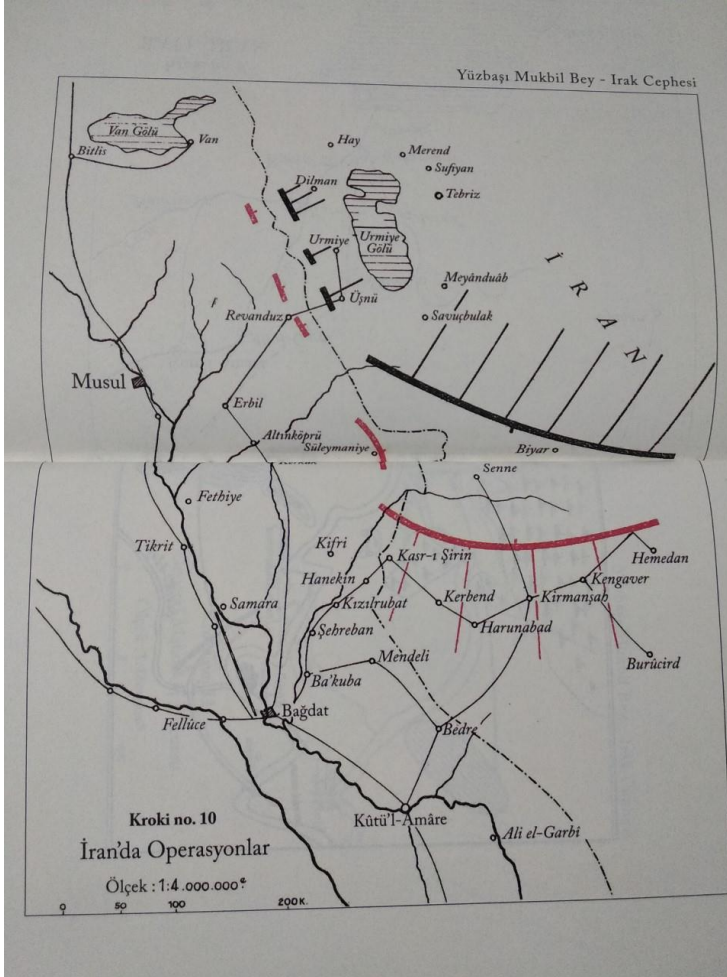 Yüzbaşı Mukbil Bey - Irak Cephesi
Van Gölü
Van
Bitlis
Hay
Merend
Sufiyan
Dilman
Tebriz
Urmiye
Urmiye
Gölü
İRAN
Meyânduâb
Üşnü
Revanduz
Savuçbulak
Musul
Erbil
Altınköprü
Süleymaniye
Biyar
Senne
Fethiye
Tikrit
Kifri
Kasr-ı Şirin
Hemedan
Hanekin
Kengaver
Samara
Kızılrubat
Kerbend
Kirmanşah
Şehreban
Harunabad
Mendeli
Burûcird
Ba'kuba
Bağdat
Fellûce
Bedre
Kroki no. 10
Kûtü'l-Amâre
İran'da Operasyonlar
Ali el-Garbî
Ölçek : 1:4.000.000e
0 50 100 200K.